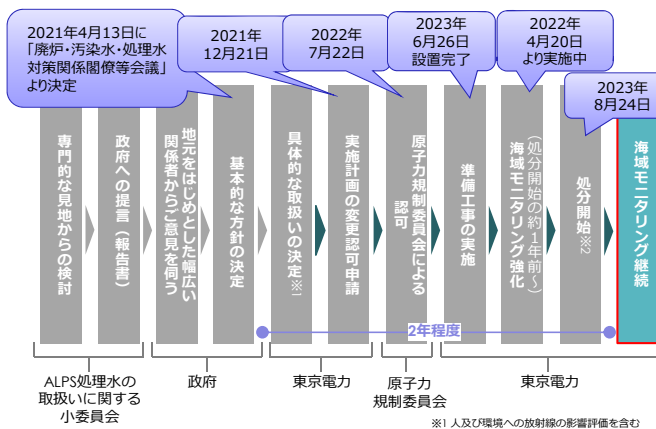 2021年4月13日に
「廃炉・汚染水・処理水
対策関係閣僚等会議」
より決定
2021年
12月21日
2022年
7月22日
2023年
6月26日
設置完了
2022年
4月20日
より実施中
2023年
8月24日
専門的な見地からの検討
政府への提言（報告書）
地元をはじめとした幅広い
関係者からご意見を伺う
基本的な方針の決定
具体的な取扱いの決定※1
実施計画の変更認可申請
原子力規制委員会による
認可
準備工事の実施
（処分開始の約1年前～）
海域モニタリング強化
処分開始※2
海域モニタリング継続
2年程度
ALPS処理水の
取扱いに関する
小委員会
政府
東京電力
原子力
規制委員会
東京電力
※1 人及び環境への放射線の影響評価を含む